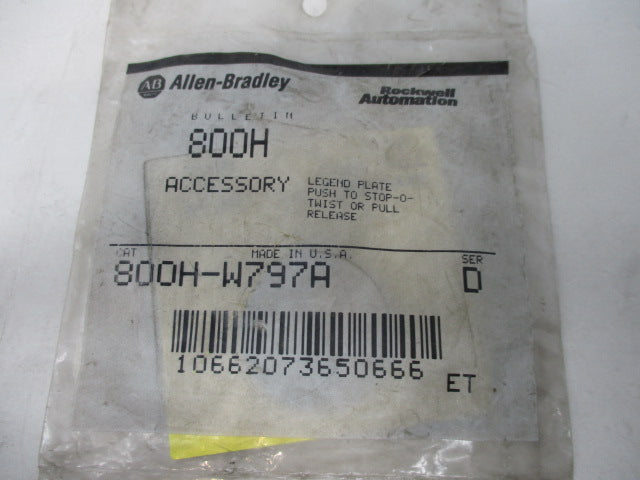 AB Allen-Bradley
Rockwell
Automation
BULLETIN
800H
ACCESSORY
LEGEND PLATE
PUSH TO STOP-O-
TWIST OR PULL
RELEASE
CAT MADE IN U.S.A. SER
800H-W797A D
10662073650666 ET